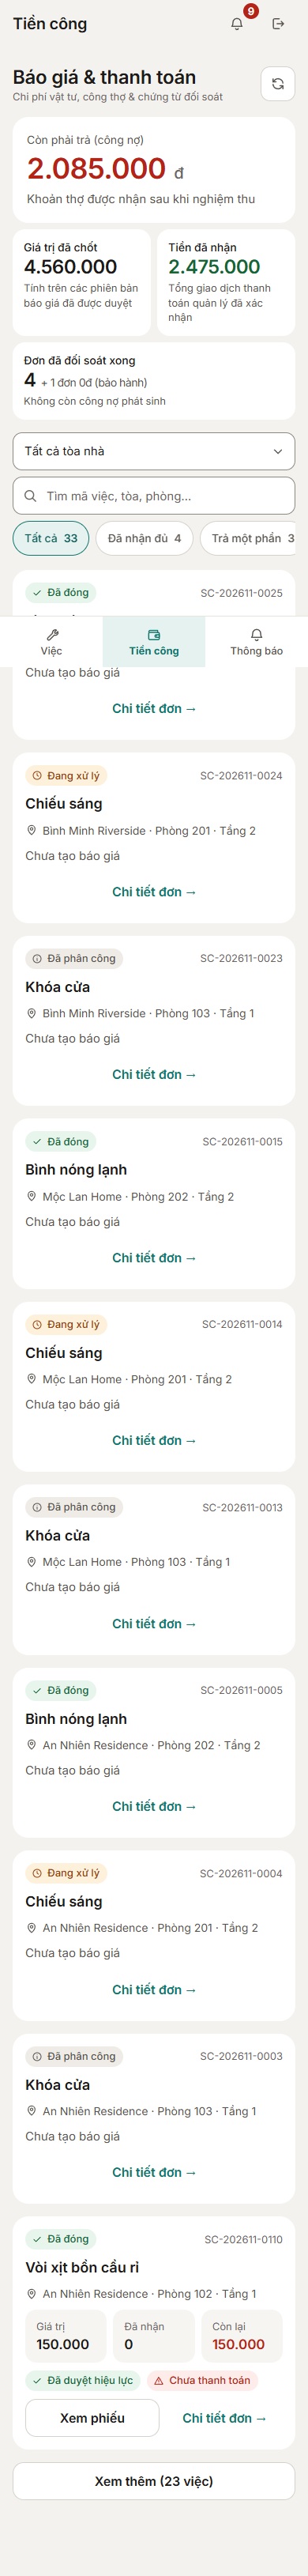 Tiền công
9
Báo giá & thanh toán
Chi phí vật tư, công thợ & chứng từ đối soát
Còn phải trả (công nợ)
2.085.000 đ
Khoản thợ được nhận sau khi nghiệm thu
Giá trị đã chốt
4.560.000
Tính trên các phiên bản
báo giá đã được duyệt
Tiền đã nhận
2.475.000
Tổng giao dịch thanh
toán quản lý đã xác
nhận
Đơn đã đối soát xong
4 + 1 đơn 0đ (bảo hành)
Không còn công nợ phát sinh
Tất cả tòa nhà
Tìm mã việc, tòa, phòng...
Tất cả 33
Đã nhận đủ 4
Trả một phần 3
Đã đóng
SC-202611-0025
Việc
Tiền công
Thông báo
Chưa tạo báo giá
Chi tiết đơn →
Đang xử lý
SC-202611-0024
Chiếu sáng
Bình Minh Riverside · Phòng 201 · Tầng 2
Chưa tạo báo giá
Chi tiết đơn →
Đã phân công
SC-202611-0023
Khóa cửa
Bình Minh Riverside · Phòng 103 · Tầng 1
Chưa tạo báo giá
Chi tiết đơn →
Đã đóng
SC-202611-0015
Bình nóng lạnh
Mộc Lan Home · Phòng 202 · Tầng 2
Chưa tạo báo giá
Chi tiết đơn →
Đang xử lý
SC-202611-0014
Chiếu sáng
Mộc Lan Home · Phòng 201 · Tầng 2
Chưa tạo báo giá
Chi tiết đơn →
Đã phân công
SC-202611-0013
Khóa cửa
Mộc Lan Home · Phòng 103 · Tầng 1
Chưa tạo báo giá
Chi tiết đơn →
Đã đóng
SC-202611-0005
Bình nóng lạnh
An Nhiên Residence · Phòng 202 · Tầng 2
Chưa tạo báo giá
Chi tiết đơn →
Đang xử lý
SC-202611-0004
Chiếu sáng
An Nhiên Residence · Phòng 201 · Tầng 2
Chưa tạo báo giá
Chi tiết đơn →
Đã phân công
SC-202611-0003
Khóa cửa
An Nhiên Residence · Phòng 103 · Tầng 1
Chưa tạo báo giá
Chi tiết đơn →
Đã đóng
SC-202611-0110
Vòi xịt bồn cầu rỉ
An Nhiên Residence · Phòng 102 · Tầng 1
Giá trị
150.000
Đã nhận
0
Còn lại
150.000
Đã duyệt hiệu lực
Chưa thanh toán
Xem phiếu
Chi tiết đơn →
Xem thêm (23 việc)